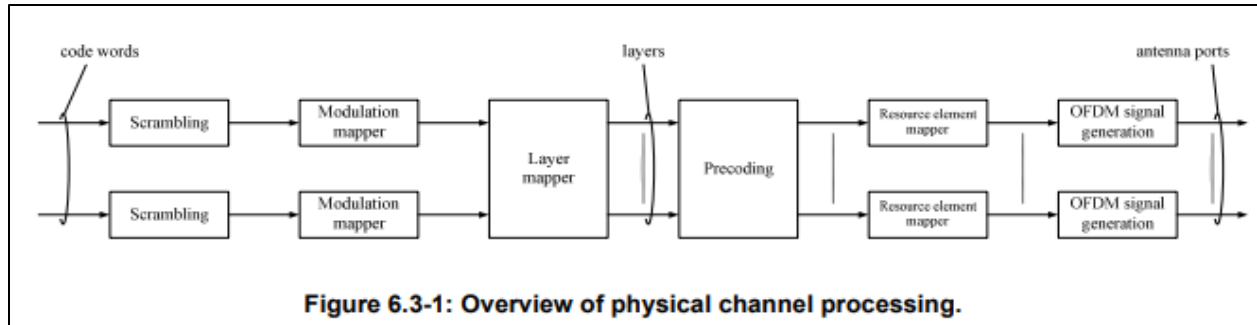 code words
layers
antenna ports
Scrambling
Modulation
mapper
Layer
mapper
Precoding
Resource element
mapper
OFDM signal
generation
Scrambling
Modulation
mapper
Resource element
mapper
OFDM signal
generation
Figure 6.3-1: Overview of physical channel processing.